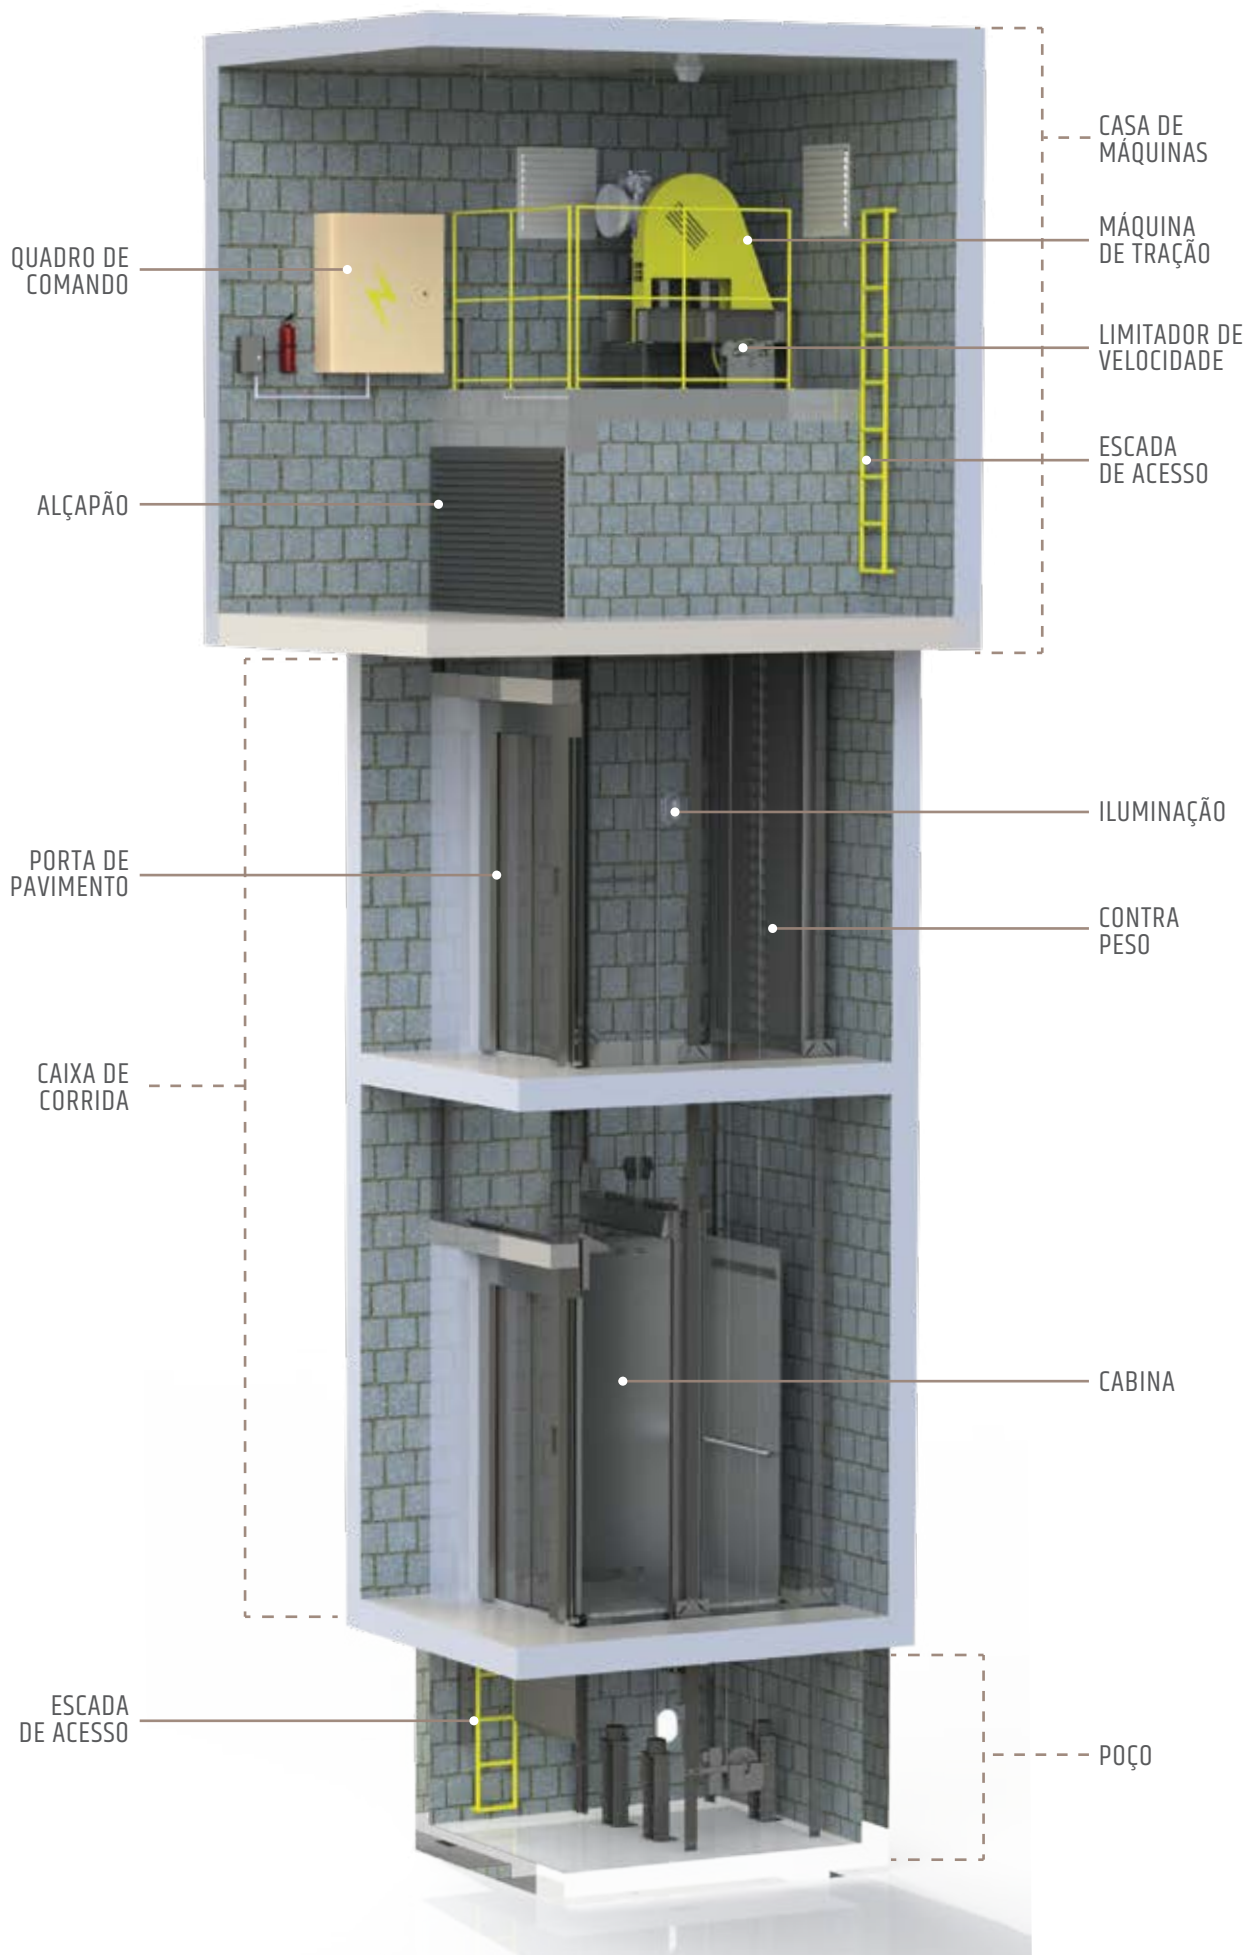 CASA DE
MÁQUINAS
MÁQUINA
DE TRAÇÃO
QUADRO DE
COMANDO
LIMITADOR DE
VELOCIDADE
ESCADA
DE ACESSO
ALÇAPÃO
ILUMINAÇÃO
PORTA DE
PAVIMENTO
CONTRA
PESO
CAIXA DE
CORRIDA
CABINA
ESCADA
DE ACESSO
POÇO